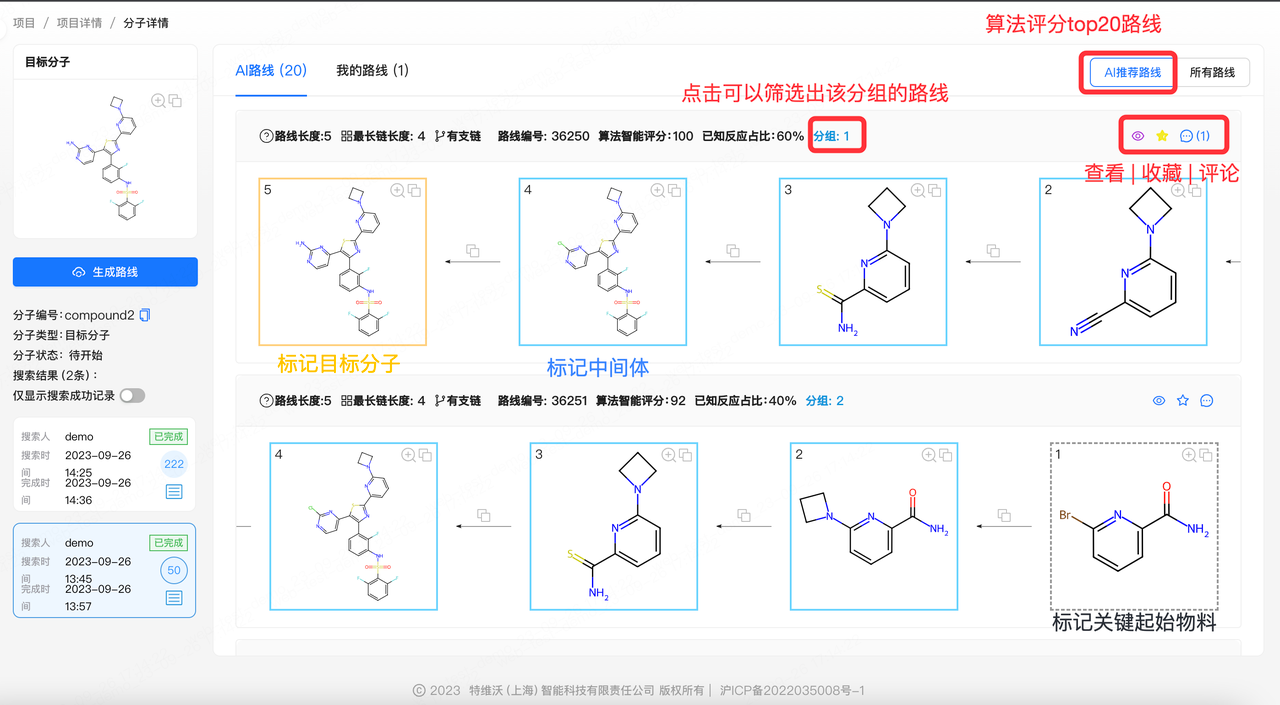 项目 / 项目详情 / 分子详情
算法评分top20路线
目标分子
AI路线 (20) 我的路线 (1)
AI推荐路线 所有路线
点击可以筛选出该分组的路线
路线长度:5 最长链长度: 4 有支链 路线编号: 36250 算法智能评分:100 已知反应占比:60% 分组: 1
(1)
查看 | 收藏 | 评论
5
4
3
2
N
N
S
NH2
N
N
N
标记目标分子
标记中间体
生成路线
分子编号:compound2
分子类型:目标分子
分子状态: 待开始
搜索结果 (2条) :
仅显示搜索成功记录
路线长度:5 最长链长度: 4 有支链 路线编号: 36251 算法智能评分:92 已知反应占比:40% 分组: 2
4
3
2
1
N
N
S
NH2
N
N
O
NH2
Br
N
O
NH2
标记关键起始物料
搜索人 demo 已完成
搜索时间 2023-09-26 14:25
222
完成时间 2023-09-26 14:36
搜索人 demo 已完成
搜索时间 2023-09-26 13:45
50
完成时间 2023-09-26 13:57
© 2023 特维沃 (上海) 智能科技有限责任公司 版权所有 | 沪ICP备2022035008号-1